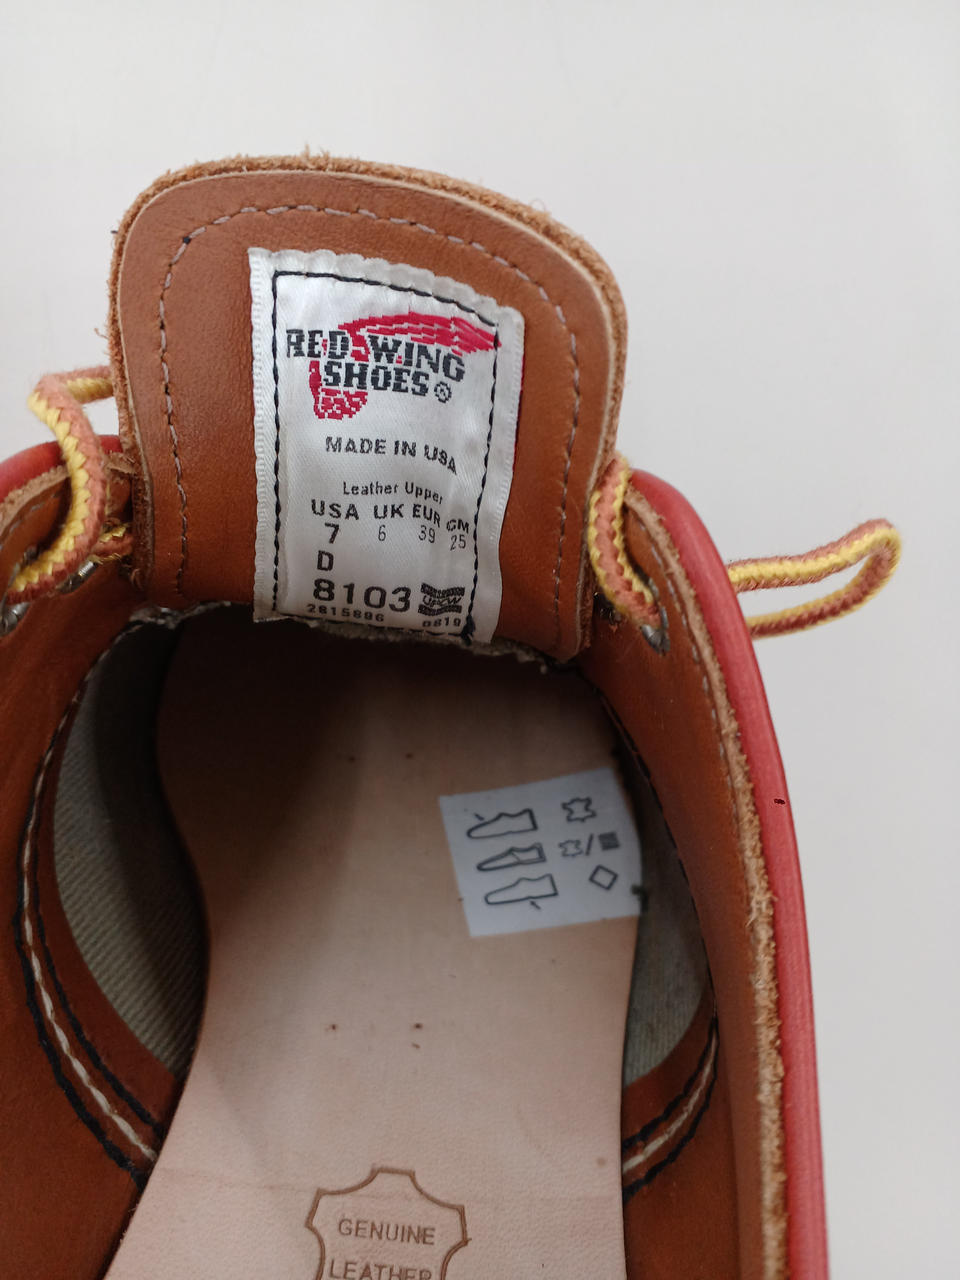 RED WING
SHOES®
MADE IN USA
Leather Upper
USA UK EUR CM
7 6 39 25
D
8103 UFCW
2815896 0819
GENUINE
LEATHER